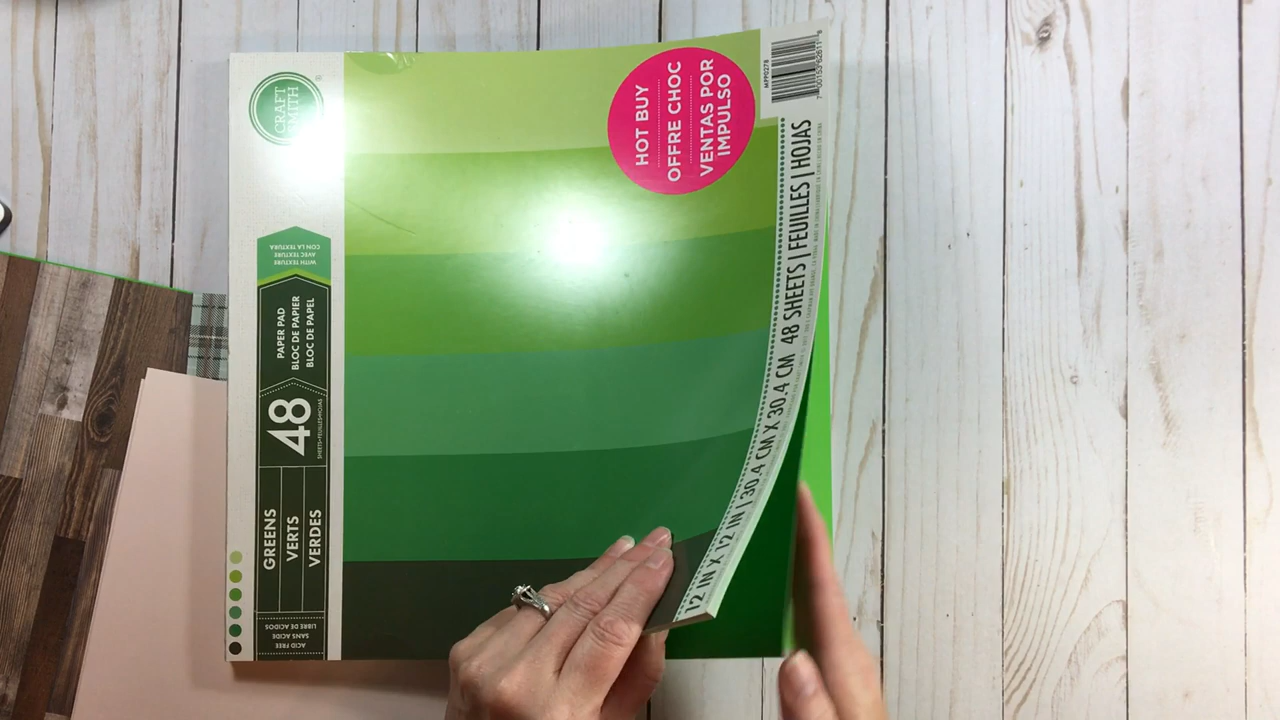 CRAFT
SMITH
®
WITH TEXTURE
AVEC TEXTURE
CON LA TEXTURA
PAPER PAD
BLOC DE PAPIER
BLOC DE PAPEL
48
SHEETS•FEUILLES•HOJAS
GREENS
VERTS
VERDES
ACID FREE
SANS ACIDE
LIBRE DE ACIDOS
HOT BUY
OFFRE CHOC
VENTAS POR
IMPULSO
MPP0278
12 IN X 12 IN | 30.4 CM X 30.4 CM 48 SHEETS | FEUILLES | HOJAS